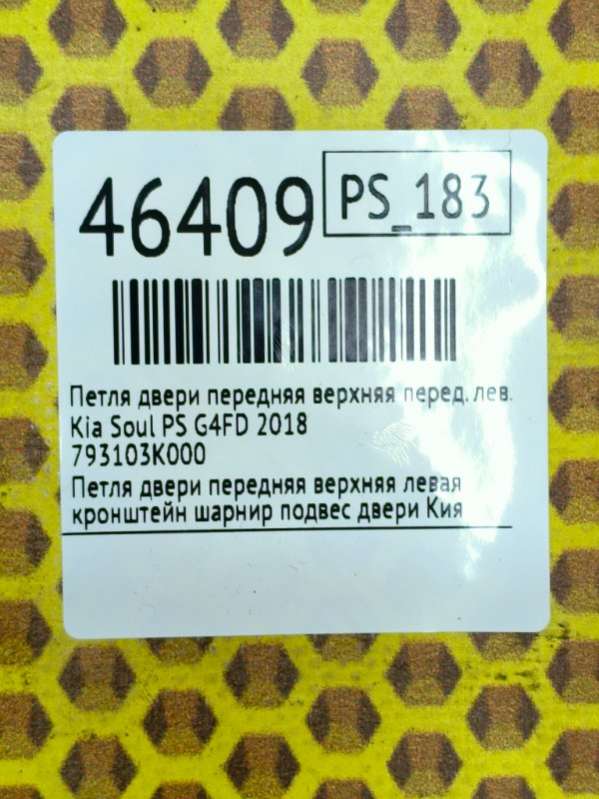 46409
PS_183
Петля двери передняя верхняя перед. лев.
Kia Soul PS G4FD 2018
793103K000
Петля двери передняя верхняя левая
кронштейн шарнир подвес двери Кия